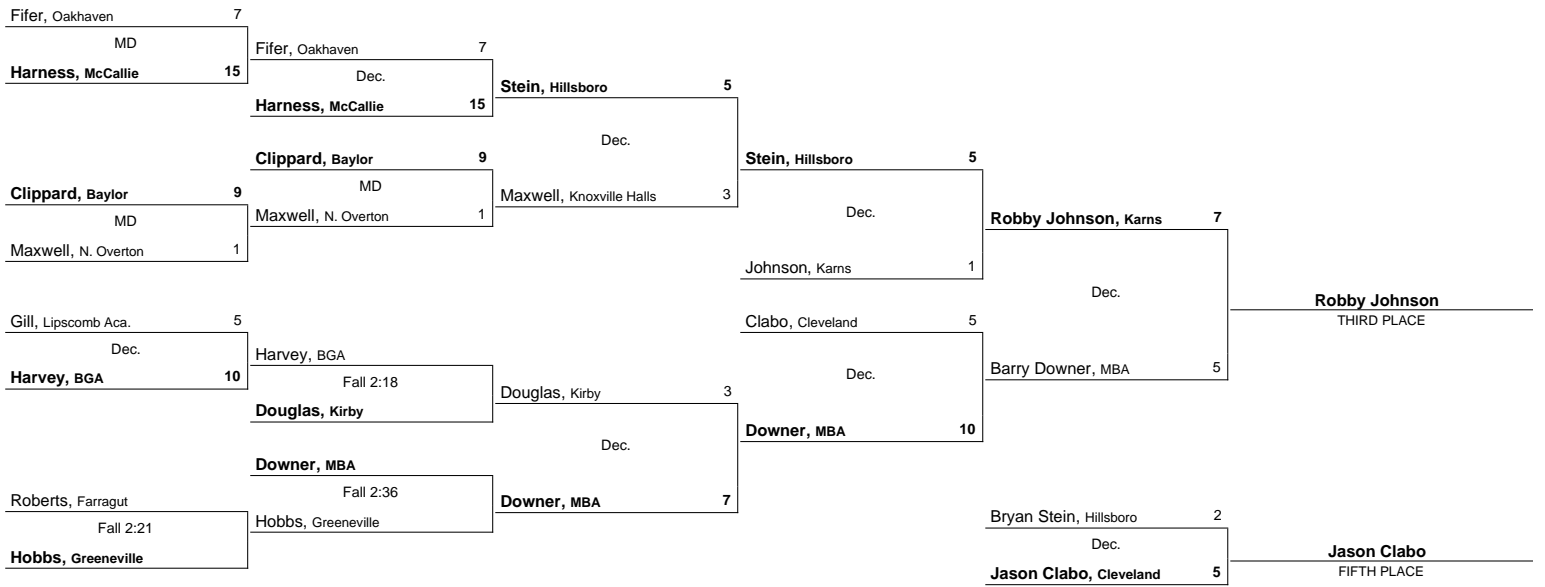 Fifer, Oakhaven 7
MD
Harness, McCallie 15
Clippard, Baylor 9
MD
Maxwell, N. Overton 1
Gill, Lipscomb Aca. 5
Dec.
Harvey, BGA 10
Roberts, Farragut
Fall 2:21
Hobbs, Greeneville
Fifer, Oakhaven 7
Dec.
Harness, McCallie 15
Clippard, Baylor 9
MD
Maxwell, N. Overton 1
Harvey, BGA
Fall 2:18
Douglas, Kirby
Downer, MBA
Fall 2:36
Hobbs, Greeneville
Stein, Hillsboro 5
Dec.
Maxwell, Knoxville Halls 3
Douglas, Kirby 3
Dec.
Downer, MBA 7
Stein, Hillsboro 5
Dec.
Johnson, Karns 1
Clabo, Cleveland 5
Dec.
Downer, MBA 10
Robby Johnson, Karns 7
Dec.
Barry Downer, MBA 5
Robby Johnson
THIRD PLACE
Bryan Stein, Hillsboro 2
Dec.
Jason Clabo, Cleveland 5
Jason Clabo
FIFTH PLACE